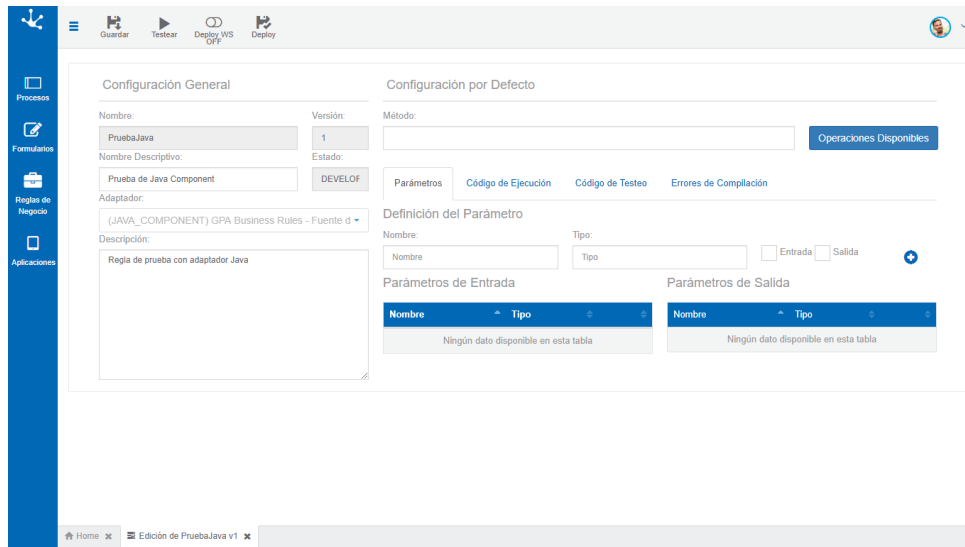 Guardar
Testear
Deploy WS
OFF
Deploy
Procesos
Formularios
Reglas de
Negocio
Aplicaciones
Configuración General
Nombre:
Versión:
PruebaJava
1
Nombre Descriptivo:
Estado:
Prueba de Java Component
DEVELOF
Adaptador:
(JAVA_COMPONENT) GPA Business Rules - Fuente d
Descripción:
Regla de prueba con adaptador Java
Configuración por Defecto
Método:
Operaciones Disponibles
Parámetros
Código de Ejecución
Código de Testeo
Errores de Compilación
Definición del Parámetro
Nombre:
Tipo:
Nombre
Tipo
Entrada
Salida
Parámetros de Entrada
Nombre
Tipo
Ningún dato disponible en esta tabla
Parámetros de Salida
Nombre
Tipo
Ningún dato disponible en esta tabla
Home
Edición de PruebaJava v1